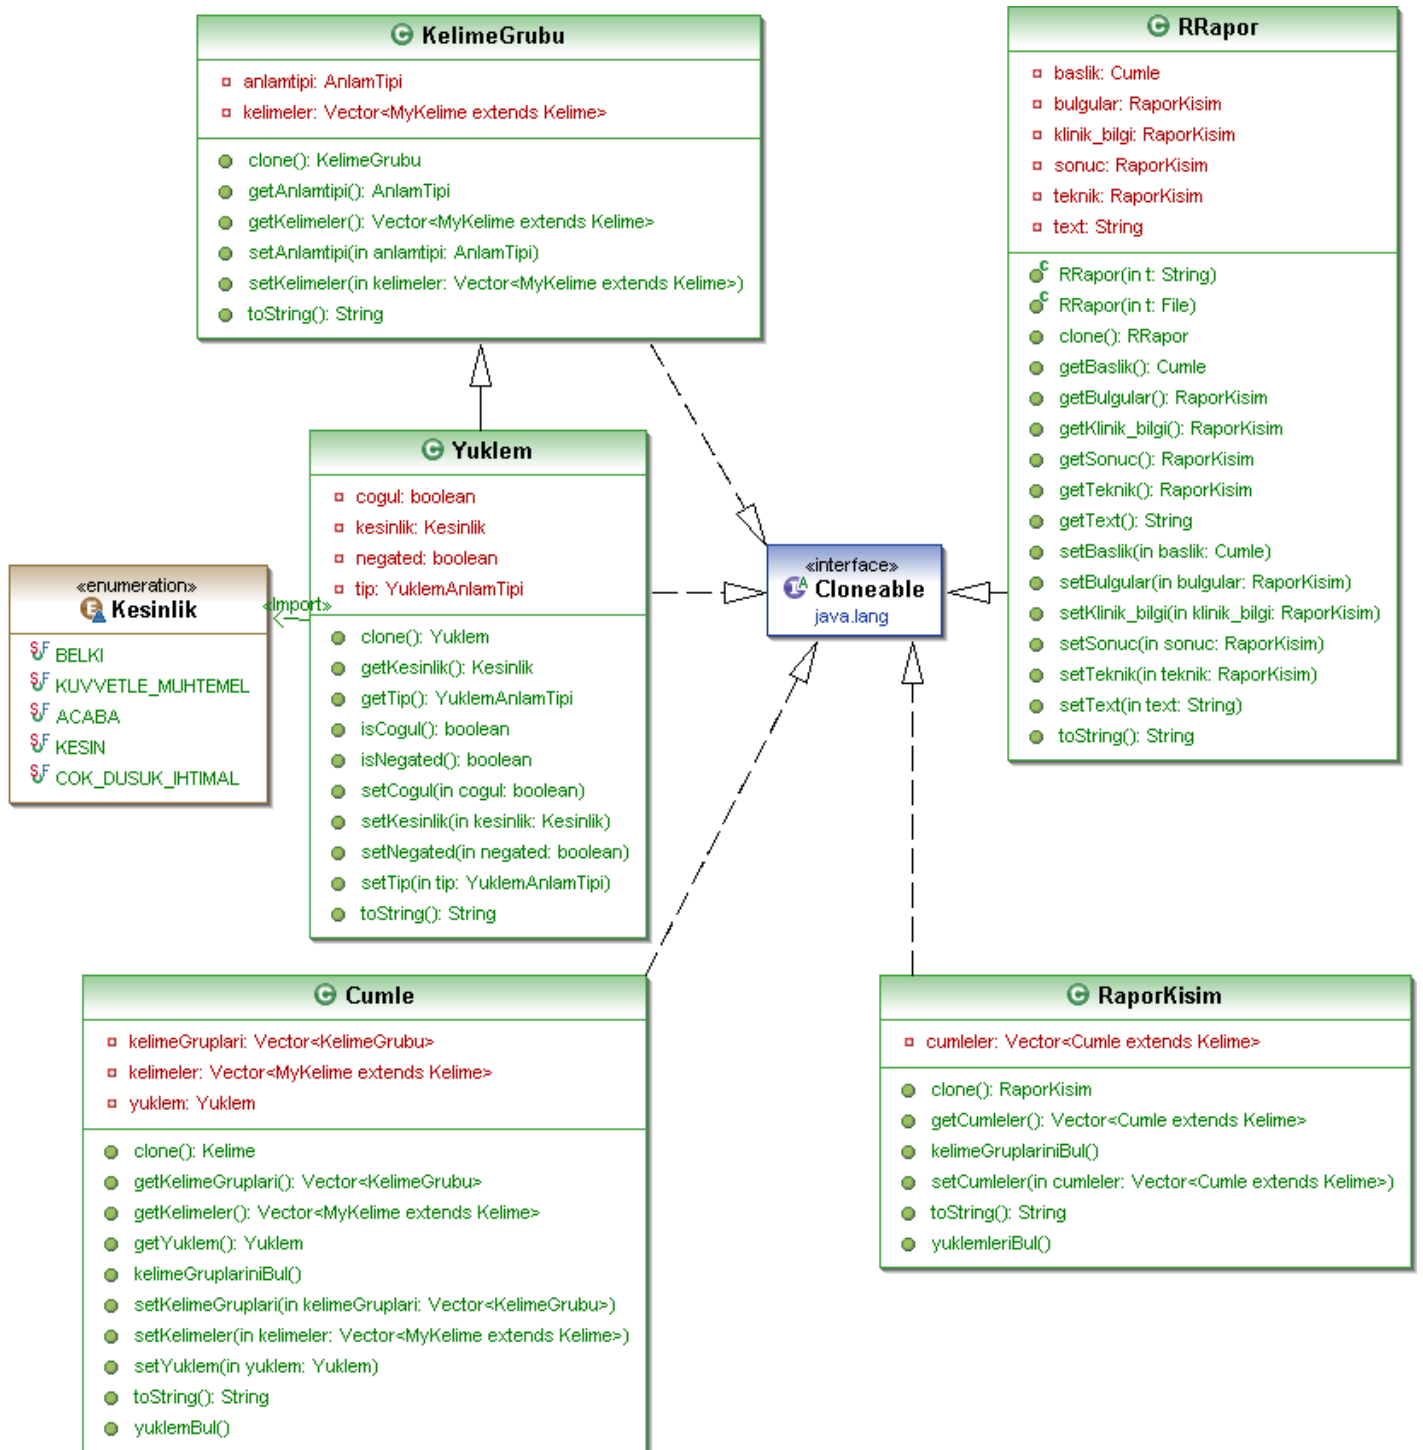 KelimeGrubu
anlamtipi: AnlamTipi
kelimeler: Vector<MyKelime extends Kelime>
clone(): KelimeGrubu
getAnlamtipi(): AnlamTipi
getKelimeler(): Vector<MyKelime extends Kelime>
setAnlamtipi(in anlamtipi: AnlamTipi)
setKelimeler(in kelimeler: Vector<MyKelime extends Kelime>)
toString(): String
RRapor
baslik: Cumle
bulgular: RaporKisim
klinik_bilgi: RaporKisim
sonuc: RaporKisim
teknik: RaporKisim
text: String
RRapor(in t: String)
RRapor(in t: File)
clone(): RRapor
getBaslik(): Cumle
getBulgular(): RaporKisim
getKlinik_bilgi(): RaporKisim
getSonuc(): RaporKisim
getTeknik(): RaporKisim
getText(): String
setBaslik(in baslik: Cumle)
setBulgular(in bulgular: RaporKisim)
setKlinik_bilgi(in klinik_bilgi: RaporKisim)
setSonuc(in sonuc: RaporKisim)
setTeknik(in teknik: RaporKisim)
setText(in text: String)
toString(): String
Yuklem
cogul: boolean
kesinlik: Kesinlik
negated: boolean
tip: YuklemAnlamTipi
clone(): Yuklem
getKesinlik(): Kesinlik
getTip(): YuklemAnlamTipi
isCogul(): boolean
isNegated(): boolean
setCogul(in cogul: boolean)
setKesinlik(in kesinlik: Kesinlik)
setNegated(in negated: boolean)
setTip(in tip: YuklemAnlamTipi)
toString(): String
«enumeration»
Kesinlik
BELKI
KUVVETLE_MUHTEMEL
ACABA
KESIN
COK_DUSUK_IHTIMAL
«Import»
«interface»
Cloneable
java.lang
Cumle
kelimeGruplari: Vector<KelimeGrubu>
kelimeler: Vector<MyKelime extends Kelime>
yuklem: Yuklem
clone(): Kelime
getKelimeGruplari(): Vector<KelimeGrubu>
getKelimeler(): Vector<MyKelime extends Kelime>
getYuklem(): Yuklem
kelimeGruplariniBul()
setKelimeGruplari(in kelimeGruplari: Vector<KelimeGrubu>)
setKelimeler(in kelimeler: Vector<MyKelime extends Kelime>)
setYuklem(in yuklem: Yuklem)
toString(): String
yuklemBul()
RaporKisim
cumleler: Vector<Cumle extends Kelime>
clone(): RaporKisim
getCumleler(): Vector<Cumle extends Kelime>
kelimeGruplariniBul()
setCumleler(in cumleler: Vector<Cumle extends Kelime>)
toString(): String
yuklemleriBul()